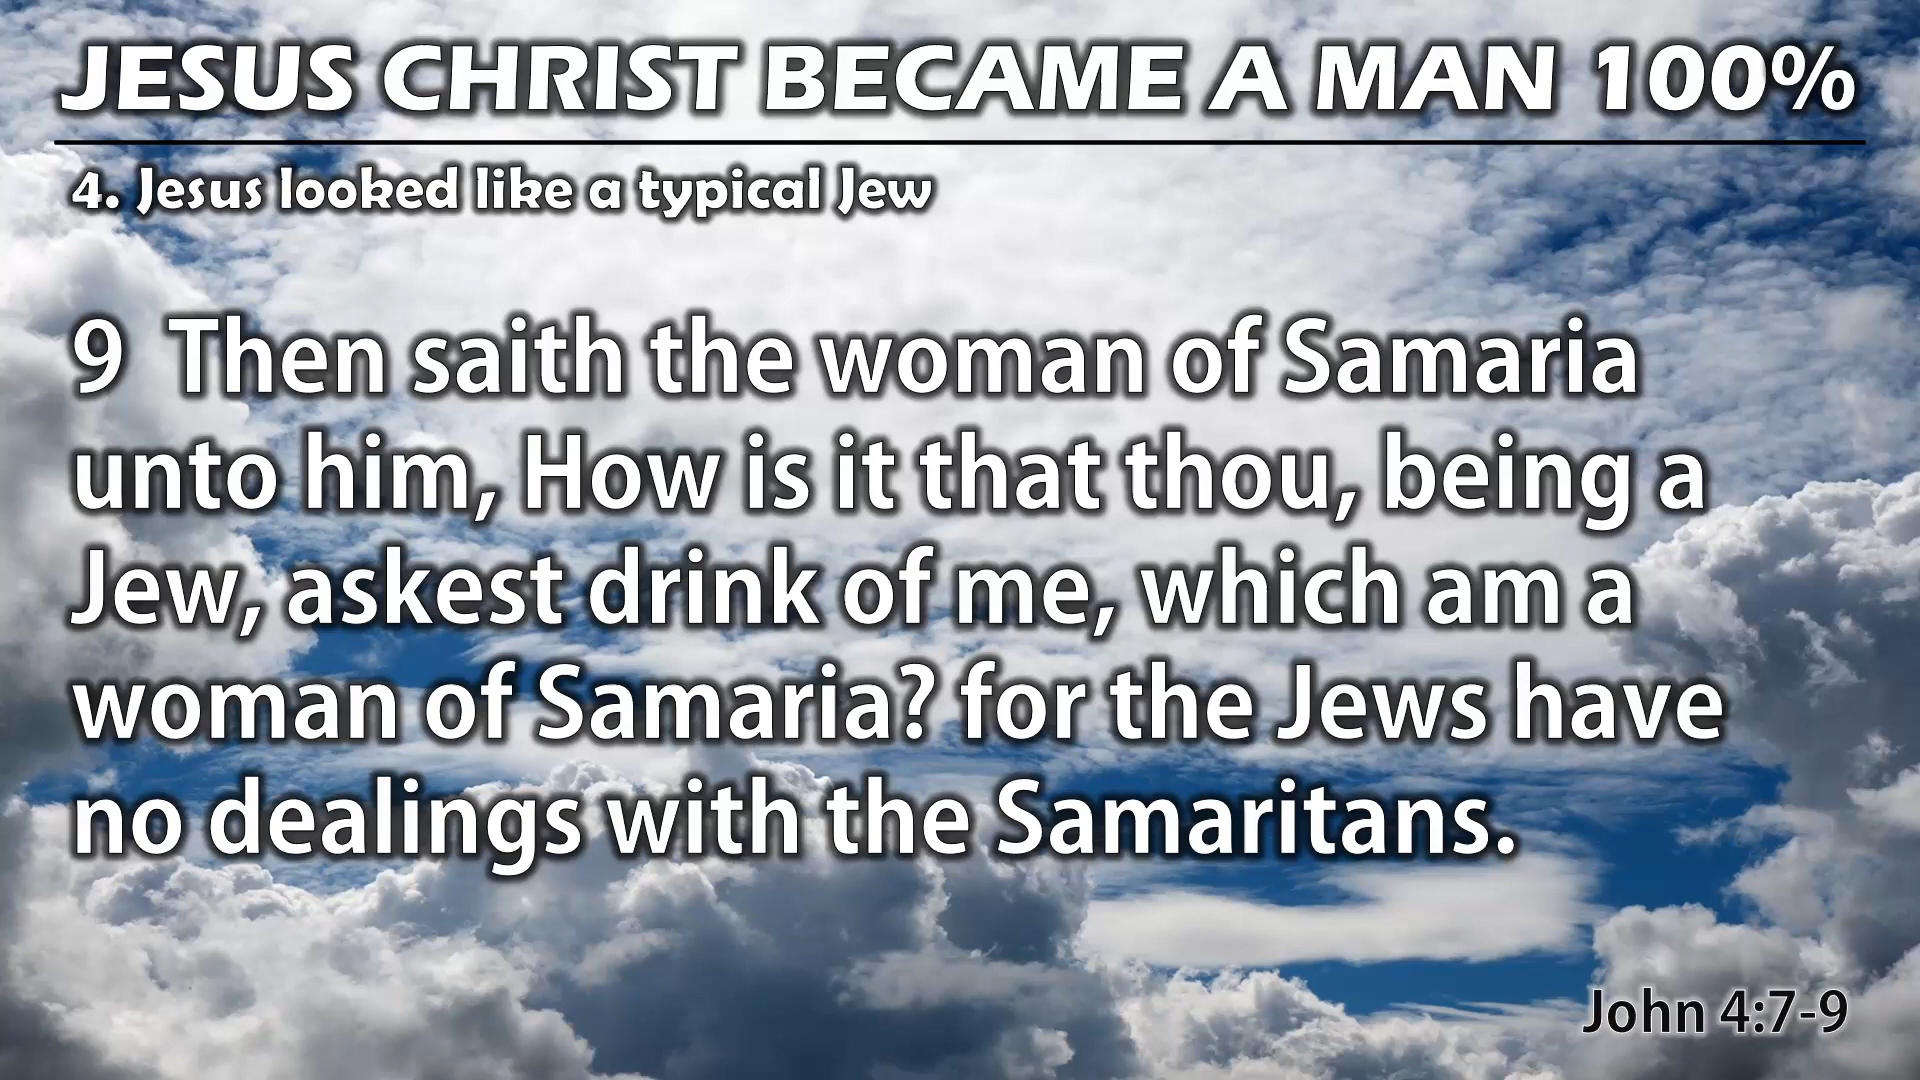 JESUS CHRIST BECAME A MAN 100%
4. Jesus looked like a typical Jew
9  Then saith the woman of Samaria
unto him, How is it that thou, being a
Jew, askest drink of me, which am a
woman of Samaria? for the Jews have
no dealings with the Samaritans.
John 4:7-9